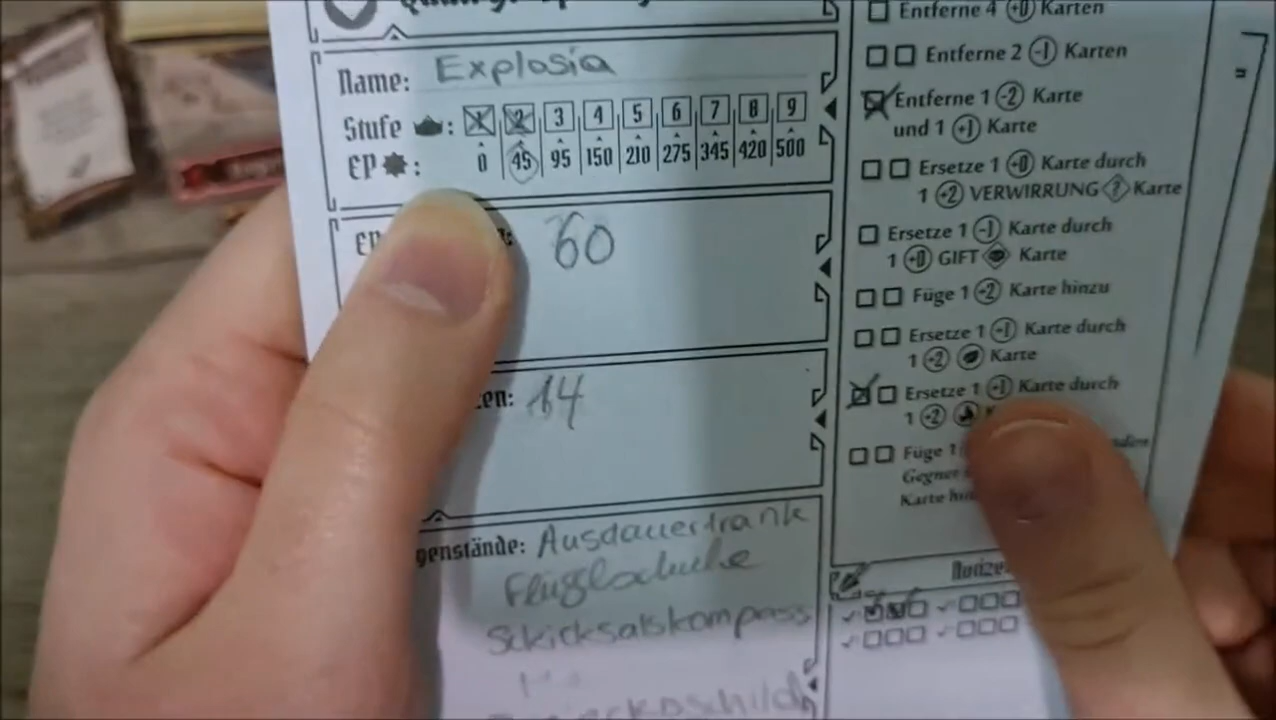 Name: Explosia
Stufe: 1 2 3 4 5 6 7 8 9
EP: 0 45 95 150 210 275 345 420 500
60
14
genstände: Ausdauertrank
Flügelschuhe
Schicksalskompass
Entferne 4 +0 Karten
Entferne 2 -1 Karten
Entferne 1 -2 Karte
und 1 +1 Karte
Ersetze 1 +0 Karte durch
1 +2 VERWIRRUNG ? Karte
Ersetze 1 -1 Karte durch
1 +0 GIFT Karte
Füge 1 +2 Karte hinzu
Ersetze 1 -1 Karte durch
1 +2 Karte
Ersetze 1 -1 Karte durch
1 +2
Füge 1
Gegner
Karte